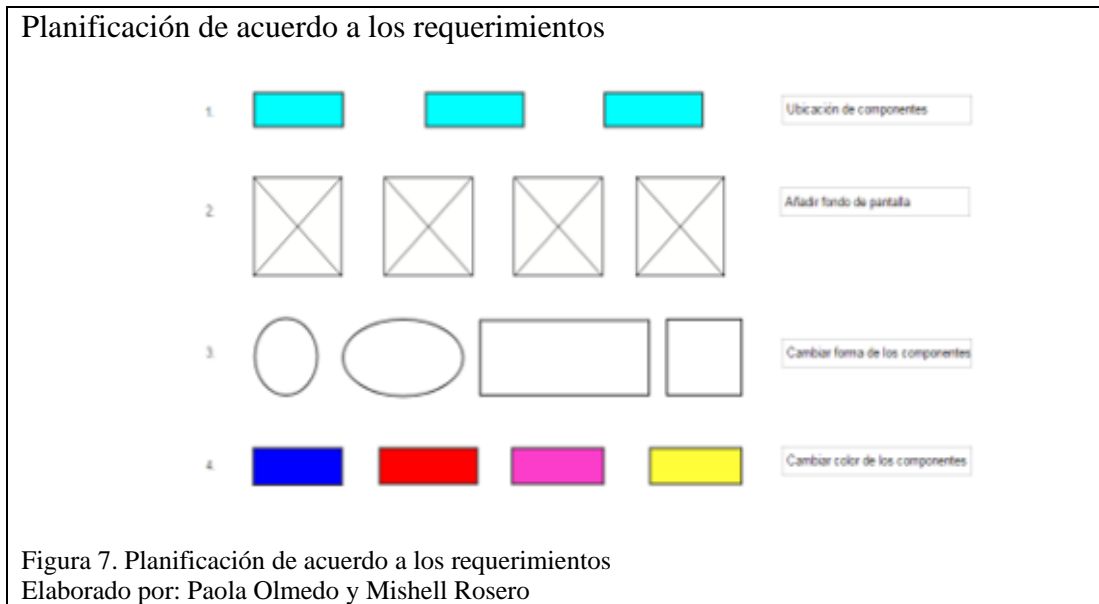 Planificación de acuerdo a los requerimientos
1.
Ubicación de componentes
2.
Añadir fondo de pantalla
3.
Cambiar forma de los componentes
4.
Cambiar color de los componentes
Figura 7. Planificación de acuerdo a los requerimientos
Elaborado por: Paola Olmedo y Mishell Rosero